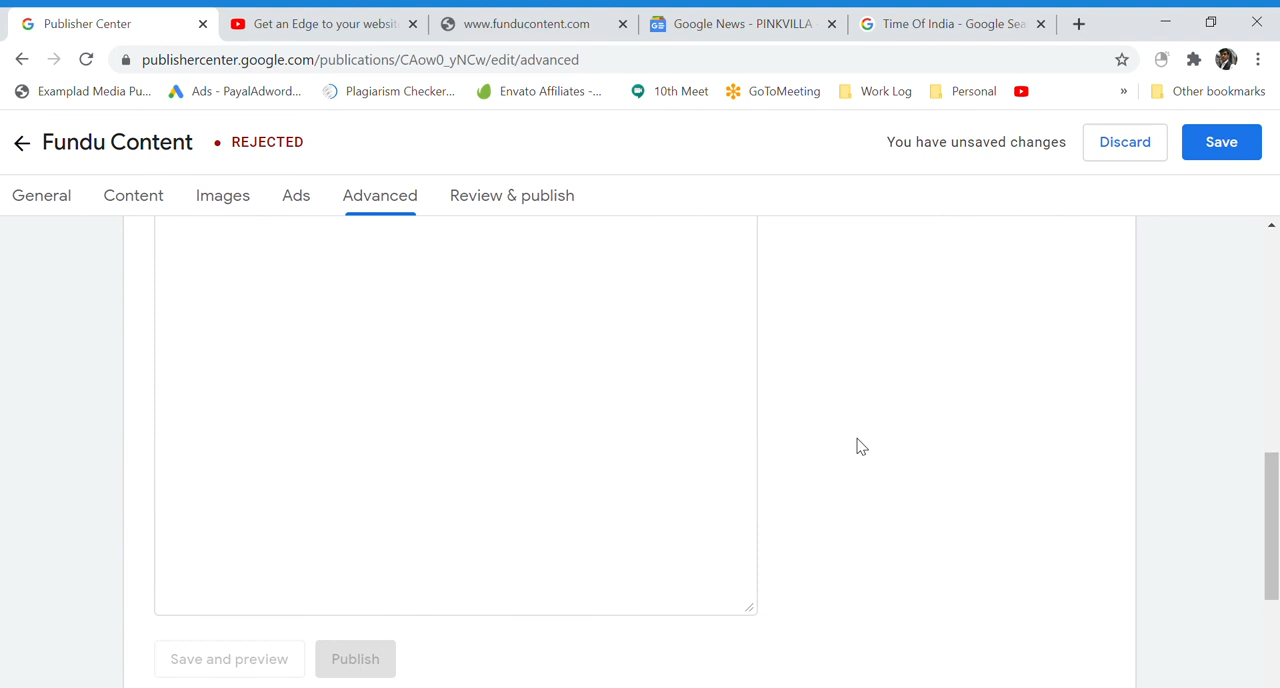 Publisher Center
Get an Edge to your websit
www.funducontent.com
Google News - PINKVILLA -
Time Of India - Google Sea
publishercenter.google.com/publications/CAow0_yNCw/edit/advanced
Examplad Media Pu...
Ads - PayalAdword...
Plagiarism Checker...
Envato Affiliates -...
10th Meet
GoToMeeting
Work Log
Personal
»
Other bookmarks
Fundu Content
• REJECTED
You have unsaved changes
Discard
Save
General
Content
Images
Ads
Advanced
Review & publish
Save and preview
Publish